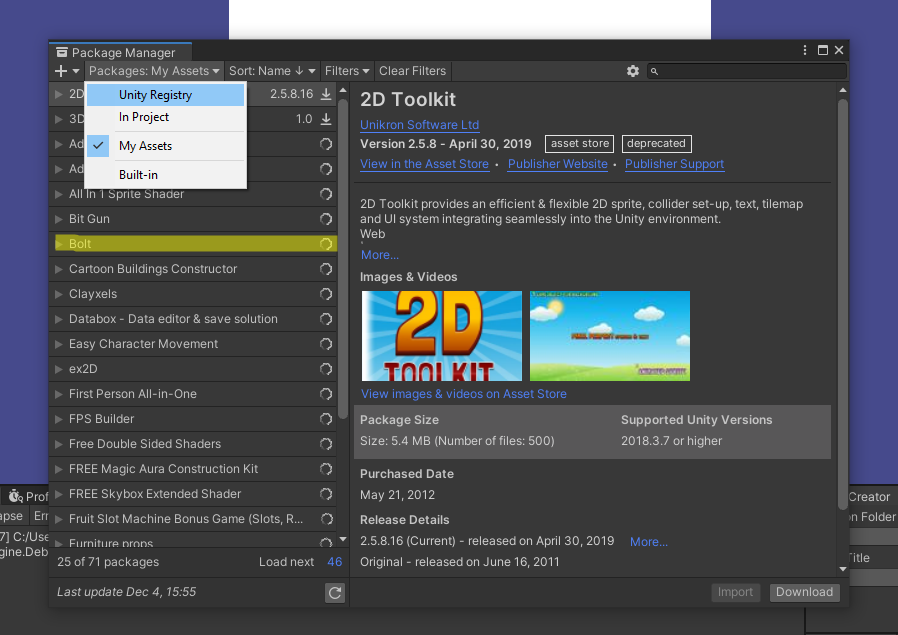 Package Manager
Packages: My Assets Sort: Name Filters Clear Filters
Unity Registry
In Project
My Assets
Built-in
2D 2.5.8.16
3D 1.0
Ad
Ad
All In 1 Sprite Shader
Bit Gun
Bolt
Cartoon Buildings Constructor
Clayxels
Databox - Data editor & save solution
Easy Character Movement
ex2D
First Person All-in-One
FPS Builder
Free Double Sided Shaders
FREE Magic Aura Construction Kit
FREE Skybox Extended Shader
Fruit Slot Machine Bonus Game (Slots, R...
Furniture props
25 of 71 packages Load next 46
Last update Dec 4, 15:55
2D Toolkit
Unikron Software Ltd
Version 2.5.8 - April 30, 2019 asset store deprecated
View in the Asset Store • Publisher Website • Publisher Support
2D Toolkit provides an efficient & flexible 2D sprite, collider set-up, text, tilemap
and UI system integrating seamlessly into the Unity environment.
Web
More...
Images & Videos
2D
TOOLKIT
View images & videos on Asset Store
Package Size Supported Unity Versions
Size: 5.4 MB (Number of files: 500) 2018.3.7 or higher
Purchased Date
May 21, 2012
Release Details
2.5.8.16 (Current) - released on April 30, 2019 More...
Original - released on June 16, 2011
Import Download
Prof
apse Err
7] C:/Use
gine.Deb
Creator
on Folder
Title